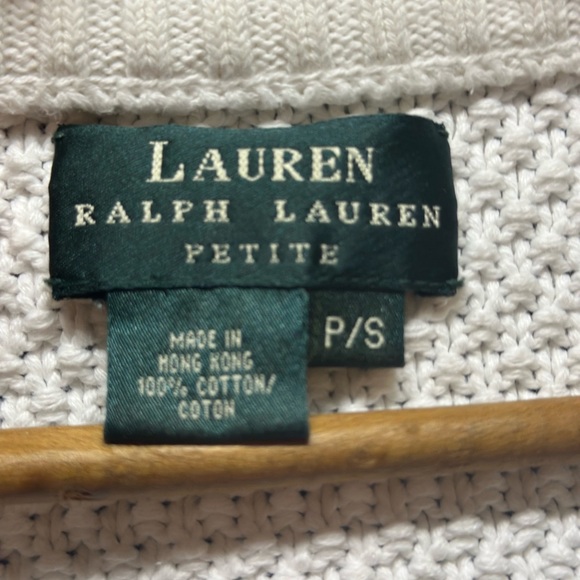 LAUREN
RALPH LAUREN
PETITE
P/S
MADE IN
HONG KONG
100% COTTON/
COTON